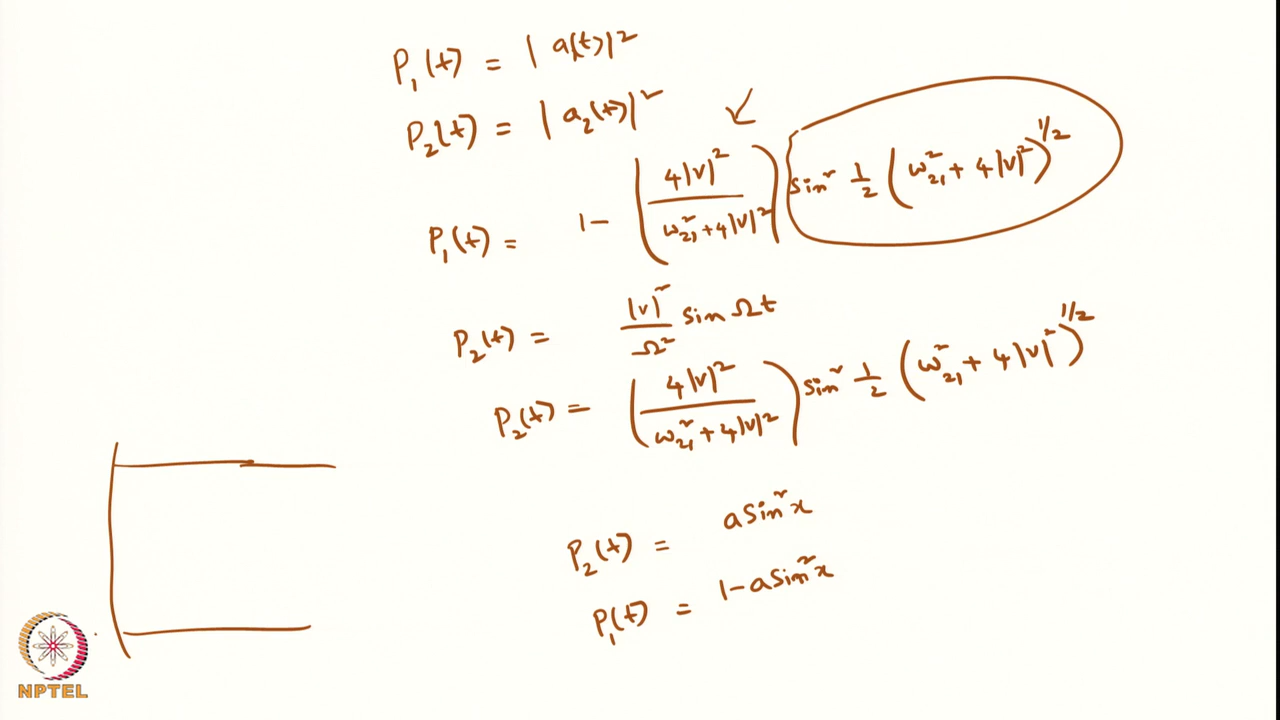 P₁(t) = |a₁(t)|²
P₂(t) = |a₂(t)|²
P₁(t) = 1 - (4|v|² / ω₂₁² + 4|v|²) sin² 1/2 (ω₂₁² + 4|v|²)^1/2
P₂(t) = |v|² / Ω² sin Ωt
P₂(t) = (4|v|² / ω₂₁² + 4|v|²) sin² 1/2 (ω₂₁² + 4|v|²)^1/2
P₂(t) = a sin² x
P₁(t) = 1 - a sin² x
NPTEL